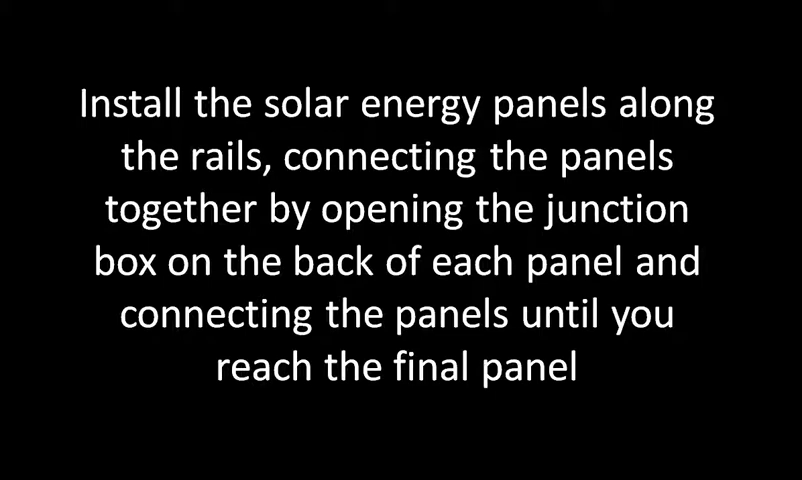 Install the solar energy panels along
the rails, connecting the panels
together by opening the junction
box on the back of each panel and
connecting the panels until you
reach the final panel